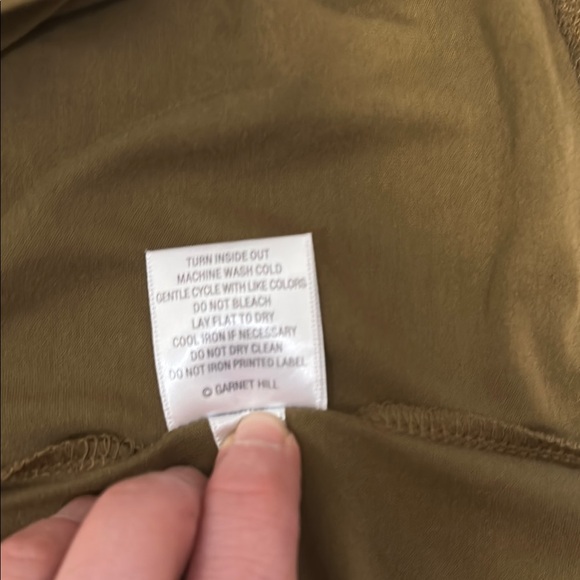 TURN INSIDE OUT
MACHINE WASH COLD
GENTLE CYCLE WITH LIKE COLORS
DO NOT BLEACH
LAY FLAT TO DRY
COOL IRON IF NECESSARY
DO NOT DRY CLEAN
DO NOT IRON PRINTED LABEL
© GARNET HILL